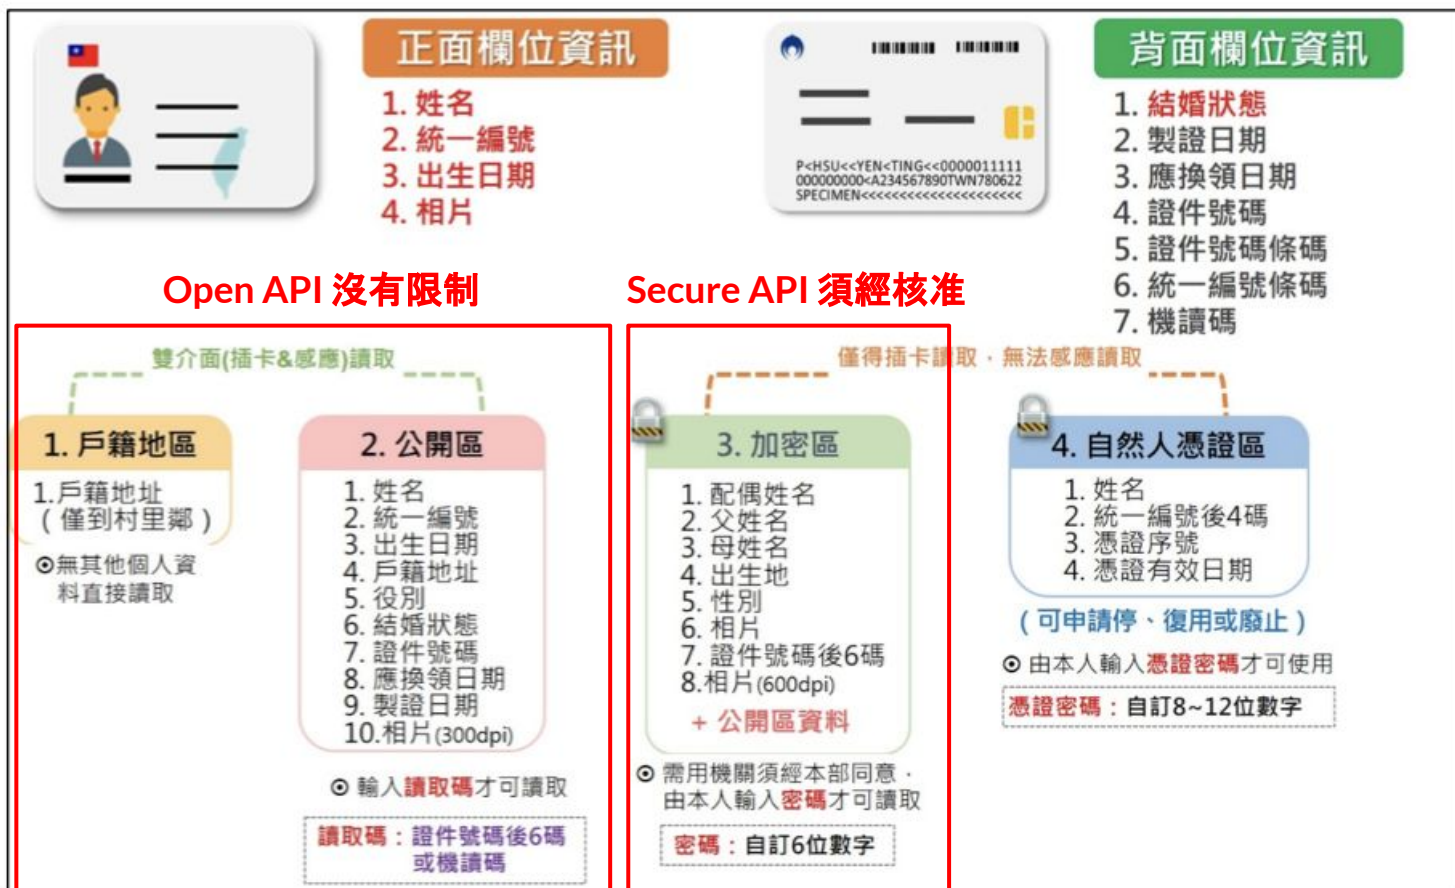 正面欄位資訊
1. 姓名
2. 統一編號
3. 出生日期
4. 相片
P<HSU<<YEN<TING<<0000011111
000000000<A234567890TWN780622
SPECIMEN<<<<<<<<<<<<<<<<<<<<<<
背面欄位資訊
1. 結婚狀態
2. 製證日期
3. 應換領日期
4. 證件號碼
5. 證件號碼條碼
6. 統一編號條碼
7. 機讀碼
Open API 沒有限制
Secure API 須經核准
雙介面(插卡&感應)讀取
1. 戶籍地區
1.戶籍地址
(僅到村里鄰)
⊙無其他個人資
料直接讀取
2. 公開區
1. 姓名
2. 統一編號
3. 出生日期
4. 戶籍地址
5. 役別
6. 結婚狀態
7. 證件號碼
8. 應換領日期
9. 製證日期
10.相片(300dpi)
⊙ 輸入讀取碼才可讀取
讀取碼：證件號碼後6碼
或機讀碼
僅得插卡讀取，無法感應讀取
3. 加密區
1. 配偶姓名
2. 父姓名
3. 母姓名
4. 出生地
5. 性別
6. 相片
7. 證件號碼後6碼
8.相片(600dpi)
+ 公開區資料
⊙ 需用機關須經本部同意，
由本人輸入密碼才可讀取
密碼：自訂6位數字
4. 自然人憑證區
1. 姓名
2. 統一編號後4碼
3. 憑證序號
4. 憑證有效日期
(可申請停、復用或廢止)
⊙ 由本人輸入憑證密碼才可使用
憑證密碼：自訂8~12位數字